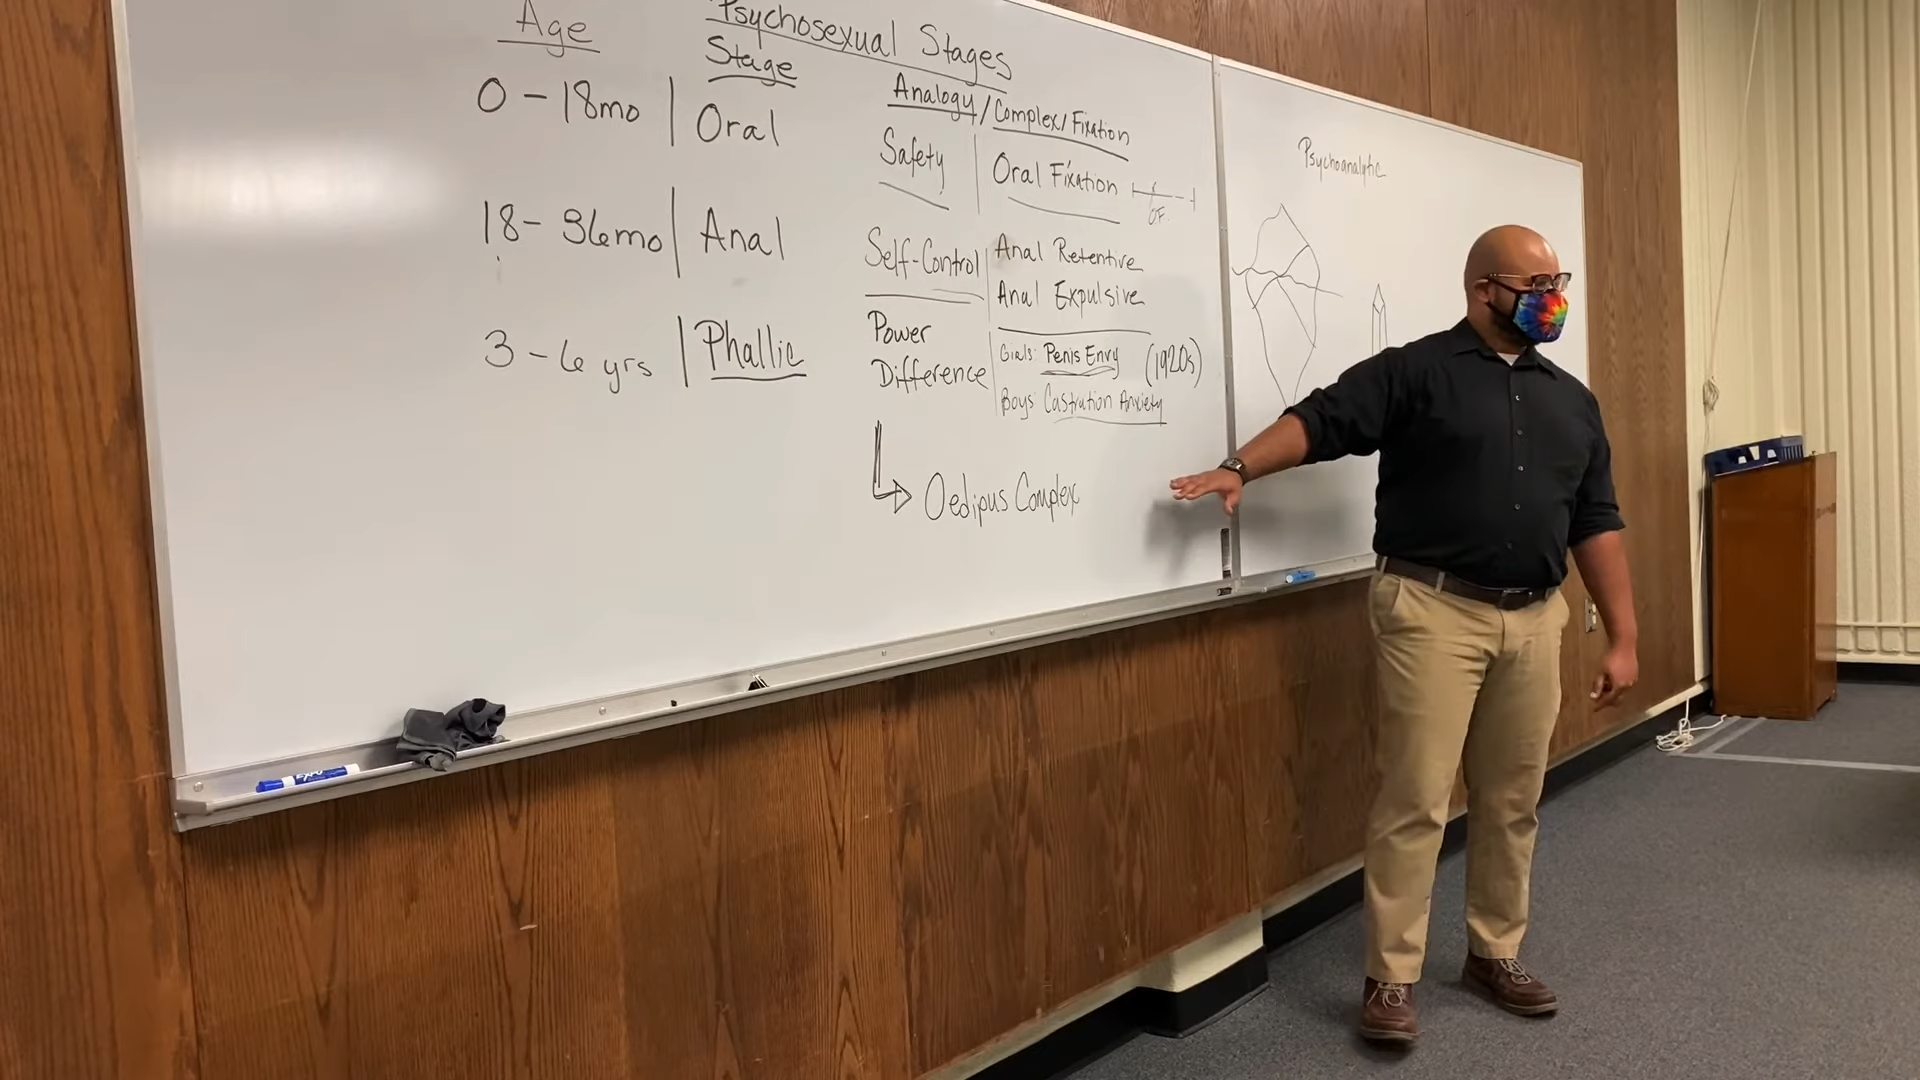 Psychosexual Stages
Age
Stage
Analogy/Complex/Fixation
0-18mo | Oral
Safety
Oral Fixation
O.F.
18-36mo | Anal
Self-Control
Anal Retentive
Anal Expulsive
3-6 yrs | Phallic
Power
Difference
Girls: Penis Envy (1920s)
Boys Castration Anxiety
Oedipus Complex
Psychoanalytic
EXPO